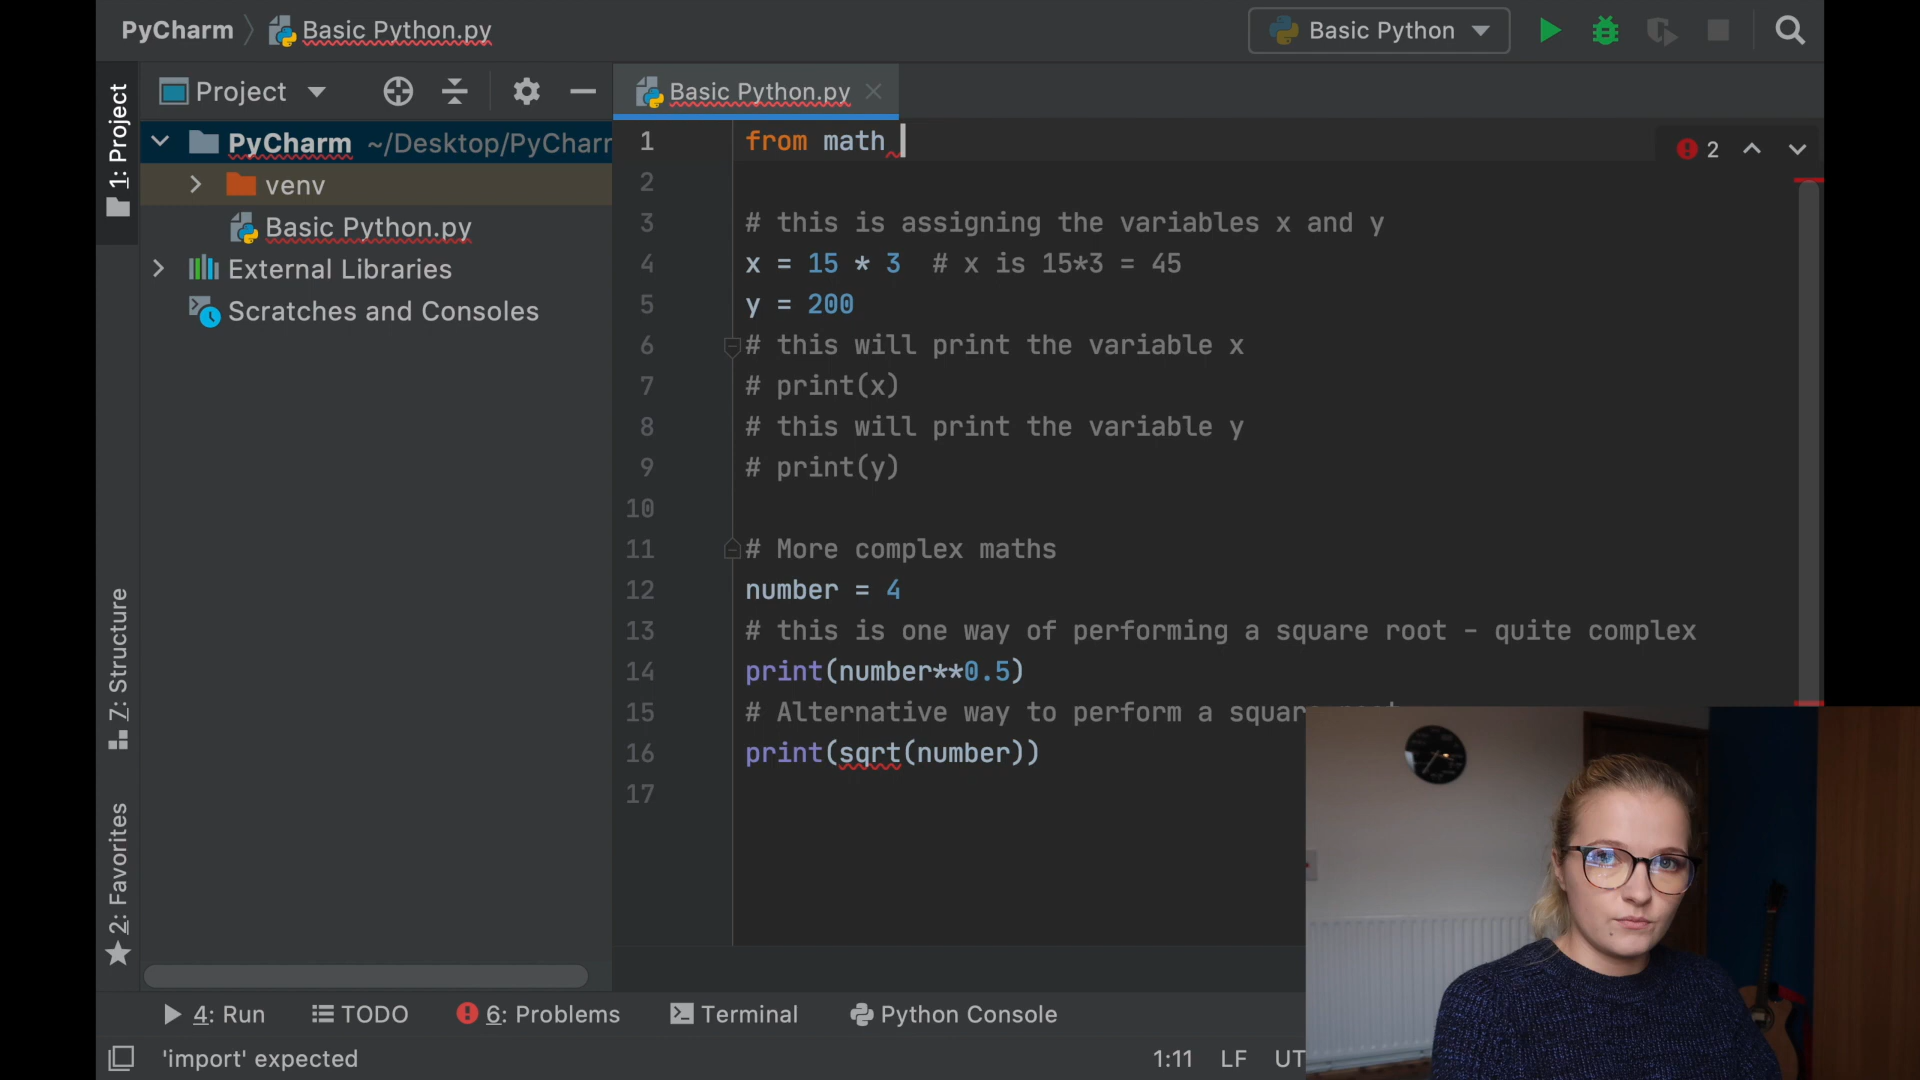 PyCharm Basic Python.py
Basic Python
1: Project
Project
Basic Python.py
PyCharm ~/Desktop/PyCharm
venv
Basic Python.py
External Libraries
Scratches and Consoles
7: Structure
2: Favorites
2
1 from math
2
3 # this is assigning the variables x and y
4 x = 15 * 3 # x is 15*3 = 45
5 y = 200
6 # this will print the variable x
7 # print(x)
8 # this will print the variable y
9 # print(y)
10
11 # More complex maths
12 number = 4
13 # this is one way of performing a square root - quite complex
14 print(number**0.5)
15 # Alternative way to perform a square root
16 print(sqrt(number))
17
4: Run TODO 6: Problems Terminal Python Console
'import' expected 1:11 LF UT